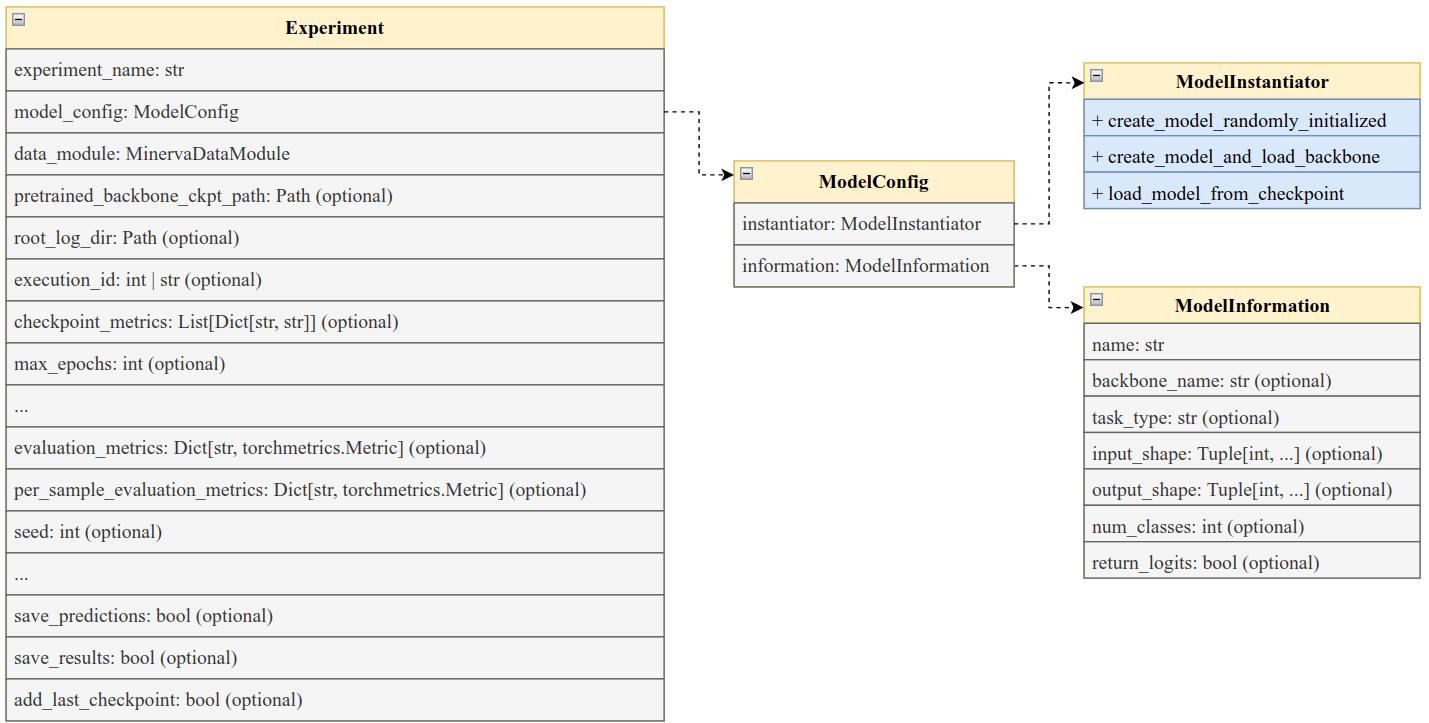 Experiment
experiment_name: str
model_config: ModelConfig
data_module: MinervaDataModule
pretrained_backbone_ckpt_path: Path (optional)
root_log_dir: Path (optional)
execution_id: int | str (optional)
checkpoint_metrics: List[Dict[str, str]] (optional)
max_epochs: int (optional)
...
evaluation_metrics: Dict[str, torchmetrics.Metric] (optional)
per_sample_evaluation_metrics: Dict[str, torchmetrics.Metric] (optional)
seed: int (optional)
...
save_predictions: bool (optional)
save_results: bool (optional)
add_last_checkpoint: bool (optional)
ModelConfig
instantiator: ModelInstantiator
information: ModelInformation
ModelInstantiator
+ create_model_randomly_initialized
+ create_model_and_load_backbone
+ load_model_from_checkpoint
ModelInformation
name: str
backbone_name: str (optional)
task_type: str (optional)
input_shape: Tuple[int, ...] (optional)
output_shape: Tuple[int, ...] (optional)
num_classes: int (optional)
return_logits: bool (optional)